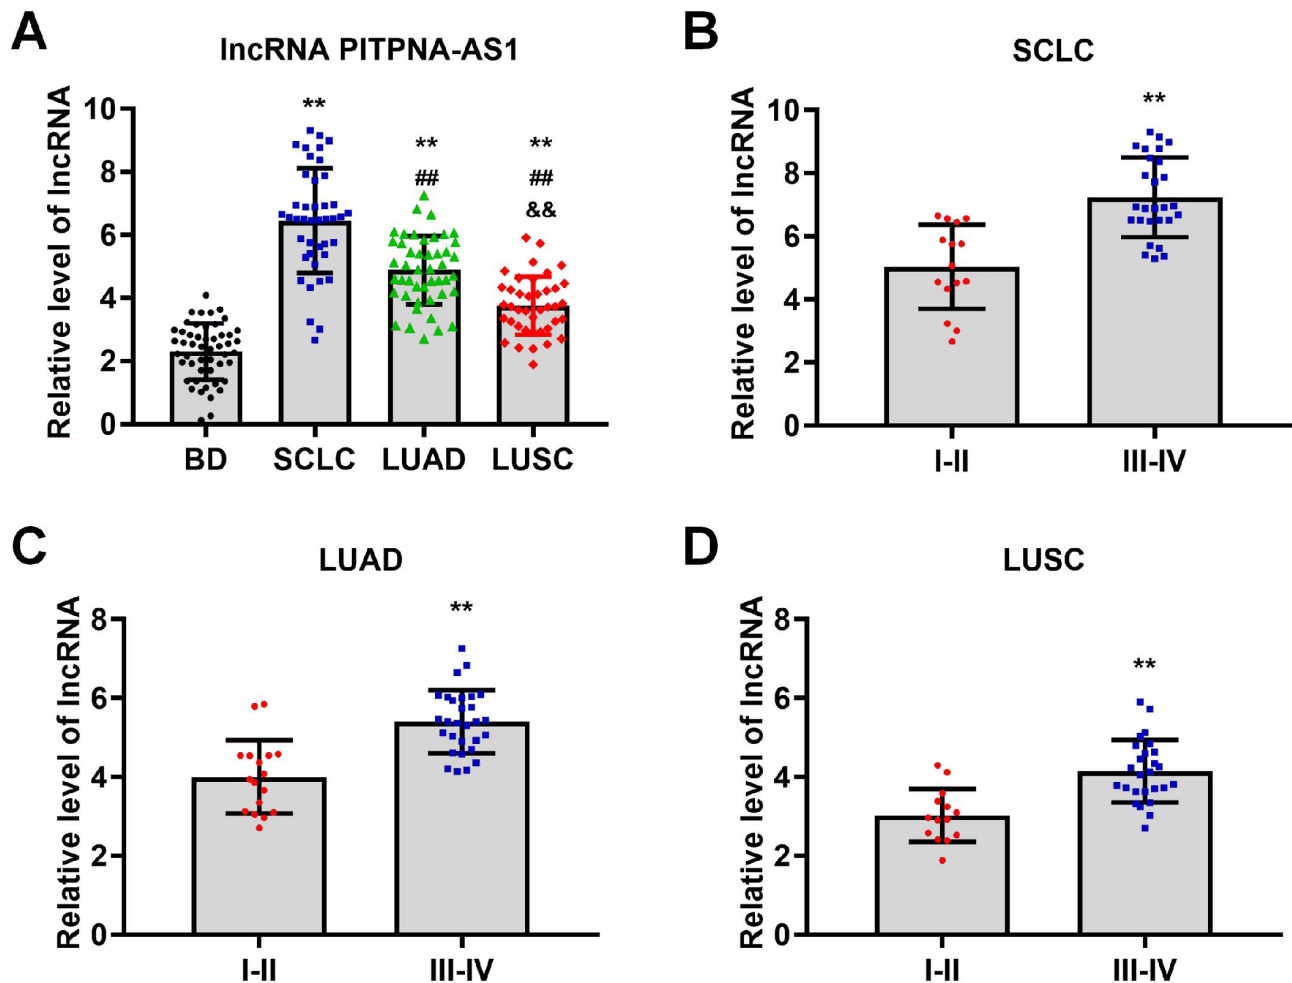 A
lncRNA PITPNA-AS1
Relative level of lncRNA
10
8
6
4
2
0
**
**
##
**
##
&&
BD
SCLC
LUAD
LUSC
B
SCLC
Relative level of lncRNA
10
8
6
4
2
0
**
I-II
III-IV
C
LUAD
Relative level of lncRNA
8
6
4
2
0
**
I-II
III-IV
D
LUSC
Relative level of lncRNA
8
6
4
2
0
**
I-II
III-IV